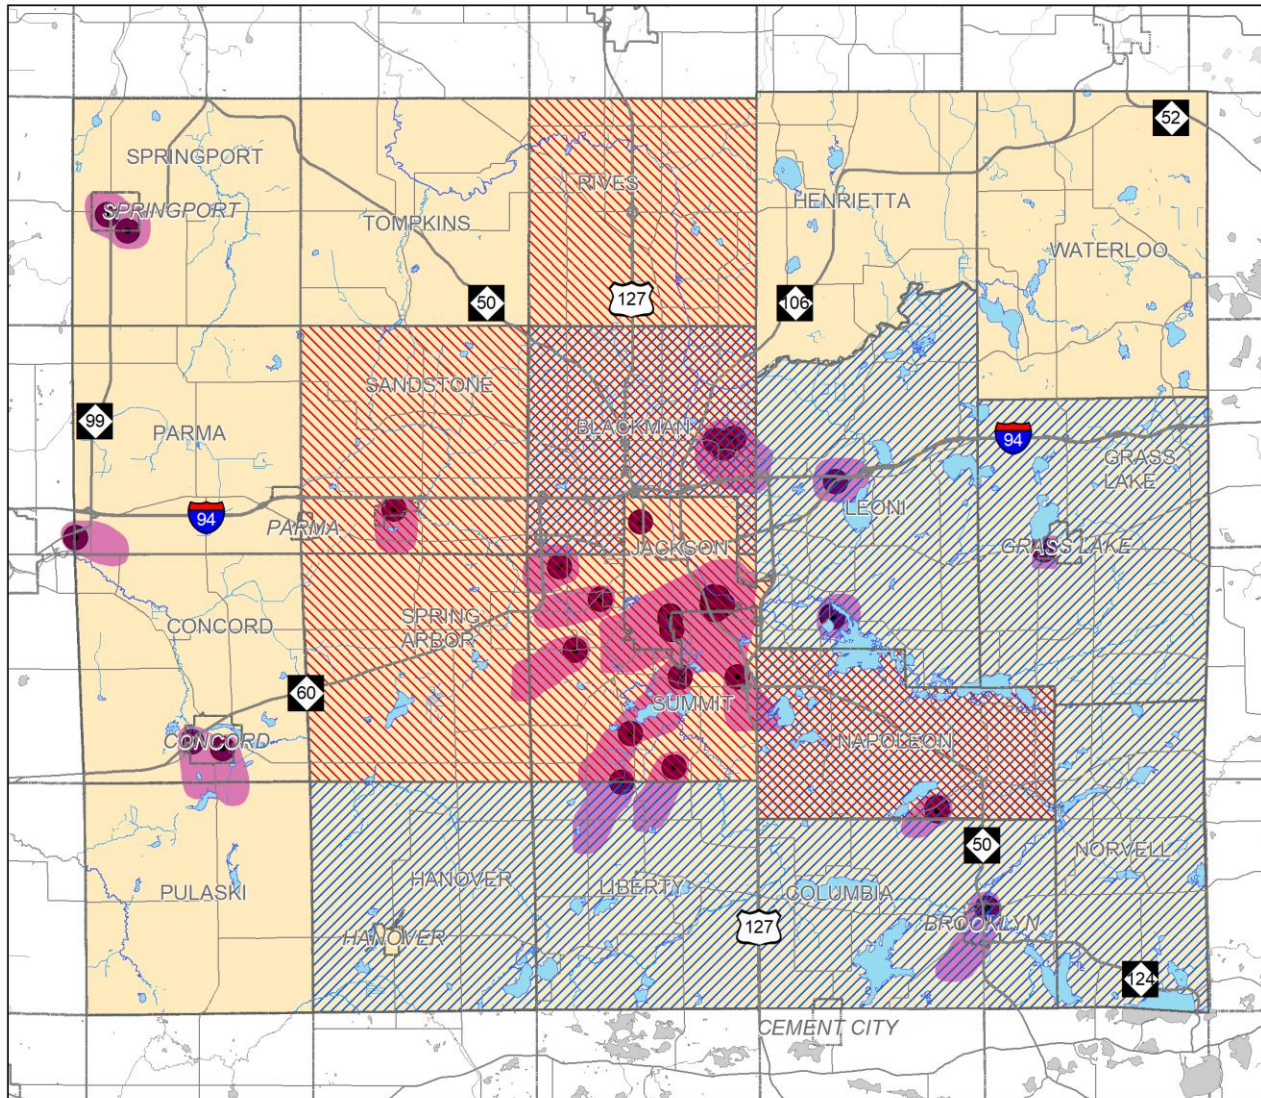 52
SPRINGPORT
RIVES
HENRIETTA
SPRINGPORT
TOMPKINS
WATERLOO
50
127
106
SANDSTONE
99
PARMA
BLACKMAN
94
GRASS
LAKE
LEONI
94
PARMA
JACKSON
GRASS LAKE
CONCORD
SPRING
ARBOR
60
SUMMIT
CONCORD
NAPOLEON
50
NORVELL
PULASKI
HANOVER
LIBERTY
COLUMBIA
HANOVER
127
BROOKLYN
124
CEMENT CITY